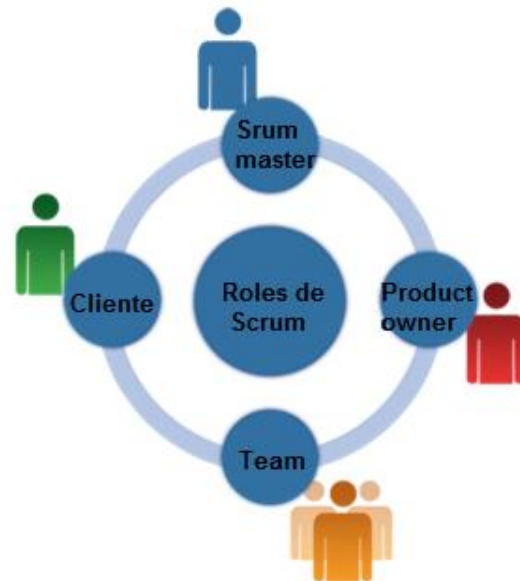 Srum
master
Cliente
Roles de
Scrum
Product
owner
Team